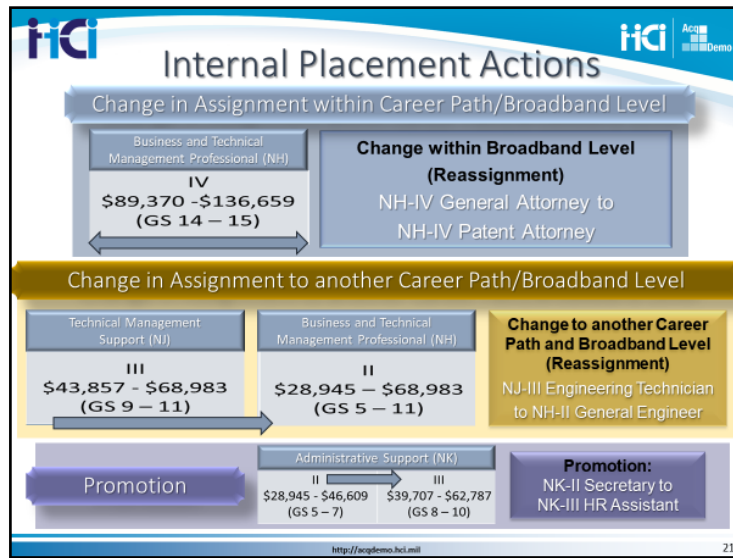 HCi
HCi
Acq
Demo
Internal Placement Actions
Change in Assignment within Career Path/Broadband Level
Business and Technical
Management Professional (NH)
IV
$89,370 -$136,659
(GS 14 – 15)
Change within Broadband Level
(Reassignment)
NH-IV General Attorney to
NH-IV Patent Attorney
Change in Assignment to another Career Path/Broadband Level
Technical Management
Support (NJ)
III
$43,857 - $68,983
(GS 9 – 11)
Business and Technical
Management Professional (NH)
II
$28,945 – $68,983
(GS 5 – 11)
Change to another Career
Path and Broadband Level
(Reassignment)
NJ-III Engineering Technician
to NH-II General Engineer
Promotion
Administrative Support (NK)
II
$28,945 - $46,609
(GS 5 – 7)
III
$39,707 - $62,787
(GS 8 – 10)
Promotion:
NK-II Secretary to
NK-III HR Assistant
http://acqdemo.hci.mil
21